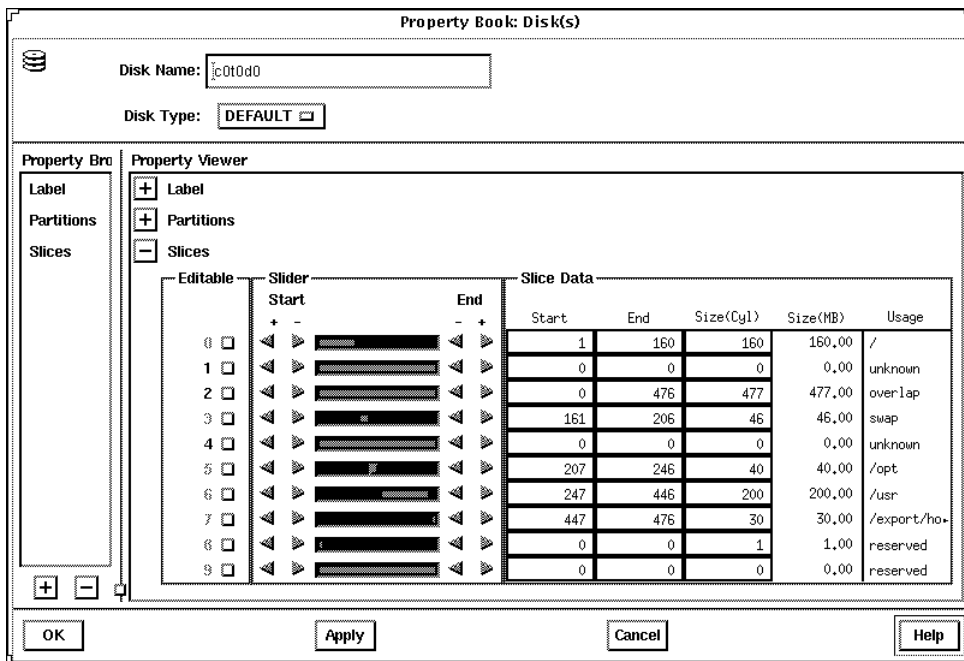 Property Book: Disk(s)
Disk Name: c0t0d0
Disk Type: DEFAULT
Property Bro
Property Viewer
Label
Partitions
Slices
+ Label
+ Partitions
− Slices
Editable Slider Slice Data
Start End
+ − − + Start End Size(Cyl) Size(MB) Usage
0 1 160 160 160.00 /
1 0 0 0 0.00 unknown
2 0 476 477 477.00 overlap
3 161 206 46 46.00 swap
4 0 0 0 0.00 unknown
5 207 246 40 40.00 /opt
6 247 446 200 200.00 /usr
7 447 476 30 30.00 /export/ho
8 0 0 1 1.00 reserved
9 0 0 0 0.00 reserved
+ −
OK Apply Cancel Help